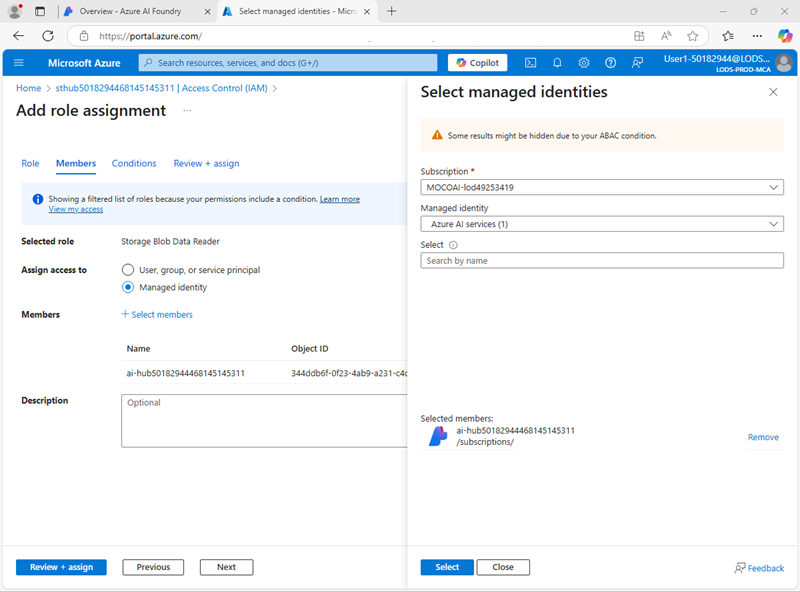 Overview - Azure AI Foundry
Select managed identities - Micro
https://portal.azure.com/
Microsoft Azure
Search resources, services, and docs (G+/)
Copilot
User1-50182944@LODS...
LODS-PROD-MCA
Home > sthub5018294468145145311 | Access Control (IAM) >
Add role assignment ...
Role Members Conditions Review + assign
Showing a filtered list of roles because your permissions include a condition. Learn more
View my access
Selected role Storage Blob Data Reader
Assign access to User, group, or service principal
Managed identity
Members + Select members
Name Object ID
ai-hub50182944468145145311 344ddb6f-0f23-4ab9-a231-c4c
Description Optional
Review + assign Previous Next
Select managed identities
Some results might be hidden due to your ABAC condition.
Subscription *
MOCOAI-lod49253419
Managed identity
Azure AI services (1)
Select
Search by name
Selected members:
ai-hub50182944468145145311
/subscriptions/
Remove
Select Close Feedback